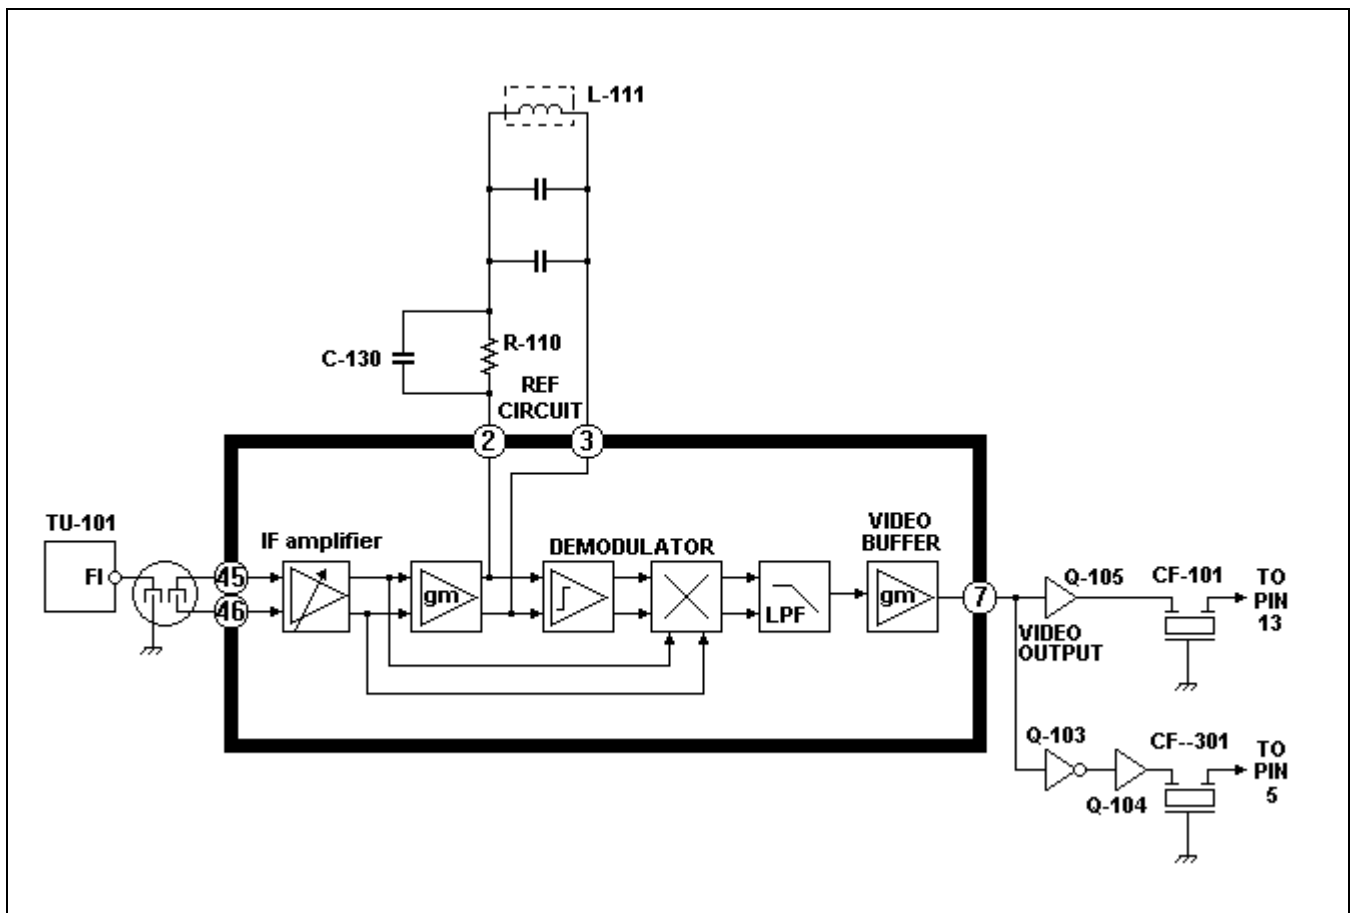 L-111
R-110
C-130
REF
CIRCUIT
2
3
TU-101
FI
45
46
IF amplifier
gm
DEMODULATOR
LPF
VIDEO
BUFFER
gm
7
Q-105
CF-101
TO
PIN
13
VIDEO
OUTPUT
Q-103
CF--301
TO
PIN
5
Q-104